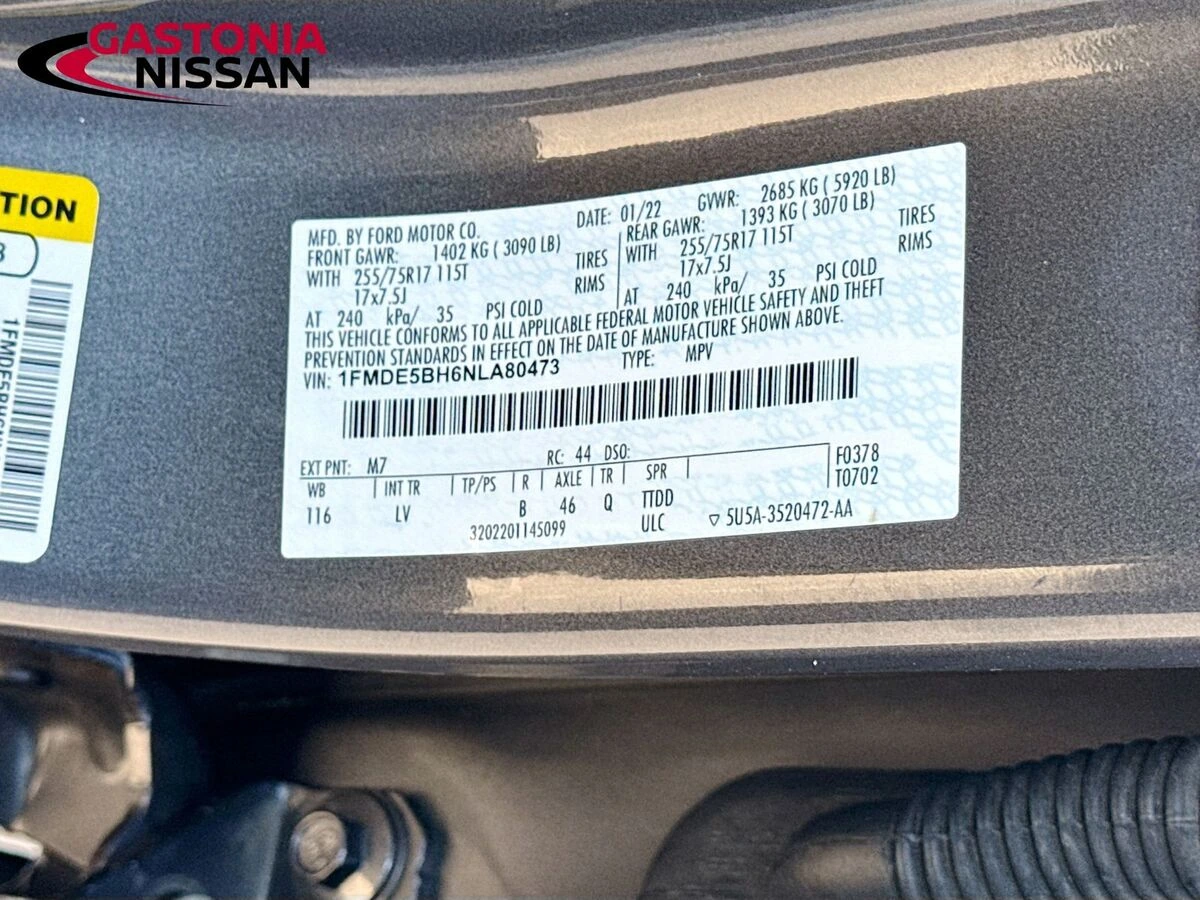 GASTONIA
NISSAN
TION
MFD. BY FORD MOTOR CO. DATE: 01/22 GVWR: 2685 KG ( 5920 LB)
FRONT GAWR: 1402 KG ( 3090 LB) REAR GAWR: 1393 KG ( 3070 LB)
WITH 255/75R17 115T TIRES WITH 255/75R17 115T TIRES
17x7.5J RIMS 17x7.5J RIMS
AT 240 kPa/ 35 PSI COLD AT 240 kPa/ 35 PSI COLD
THIS VEHICLE CONFORMS TO ALL APPLICABLE FEDERAL MOTOR VEHICLE SAFETY AND THEFT
PREVENTION STANDARDS IN EFFECT ON THE DATE OF MANUFACTURE SHOWN ABOVE.
VIN: 1FMDE5BH6NLA80473 TYPE: MPV
EXT PNT: M7 RC: 44 DSO: F0378
WB INT TR TP/PS R AXLE TR SPR T0702
116 LV B 46 Q TTDD
3202201145099 ULC ▽ 5U5A-3520472-AA